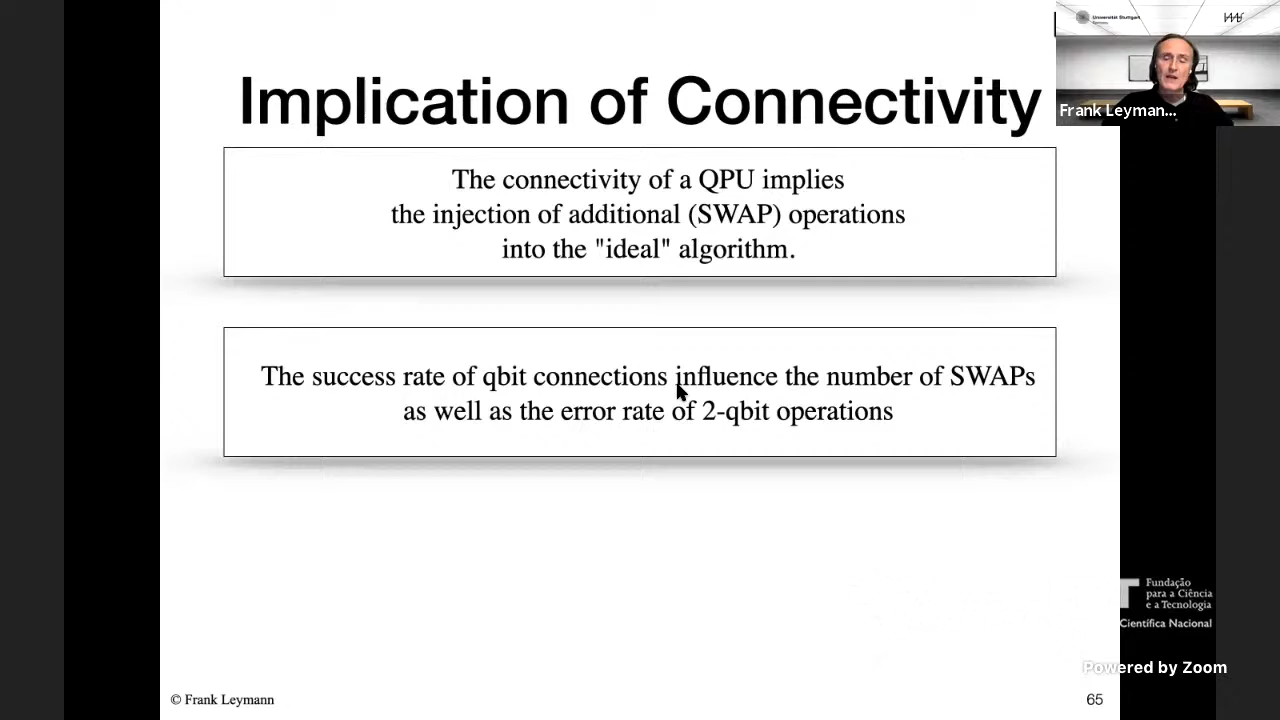 Implication of Connectivity
The connectivity of a QPU implies
the injection of additional (SWAP) operations
into the "ideal" algorithm.
The success rate of qbit connections influence the number of SWAPs
as well as the error rate of 2-qbit operations
© Frank Leymann
65
Universität Stuttgart
Frank Leyman...
Fundação
para a Ciência
e a Tecnologia
Científica Nacional
Powered by Zoom